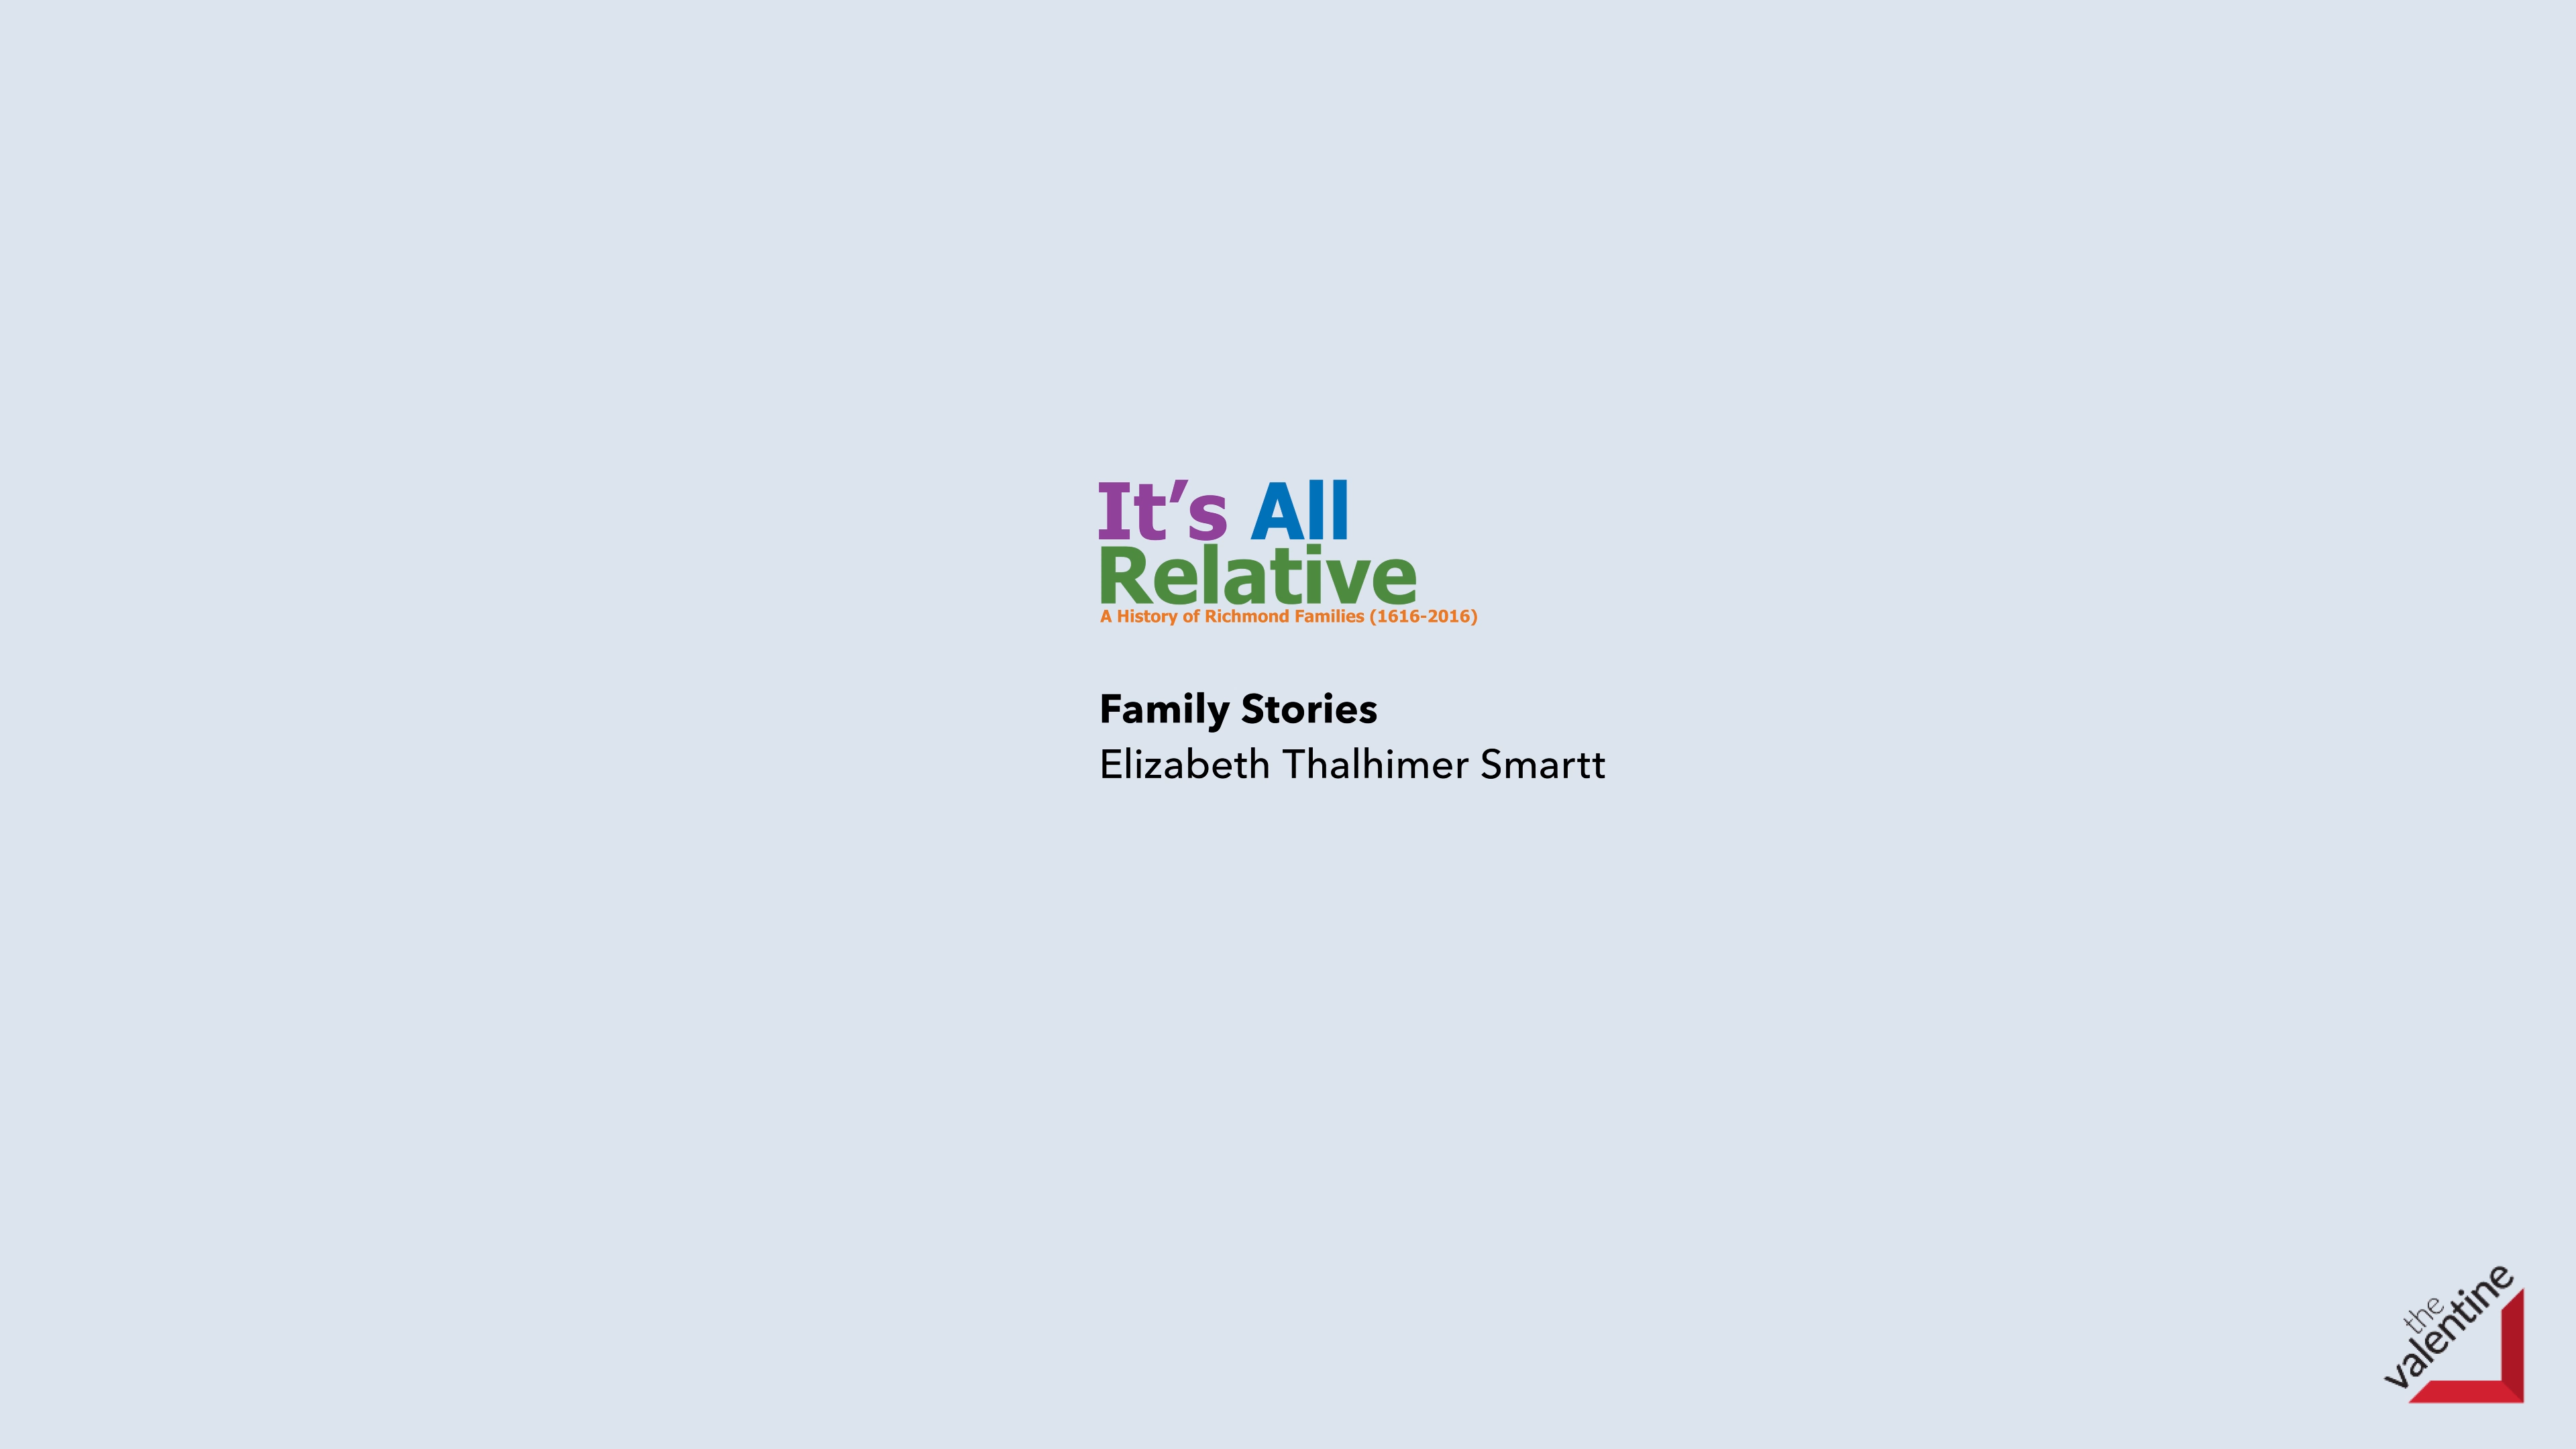 It's All
Relative
A History of Richmond Families (1616-2016)
Family Stories
Elizabeth Thalhimer Smartt
the
valentine